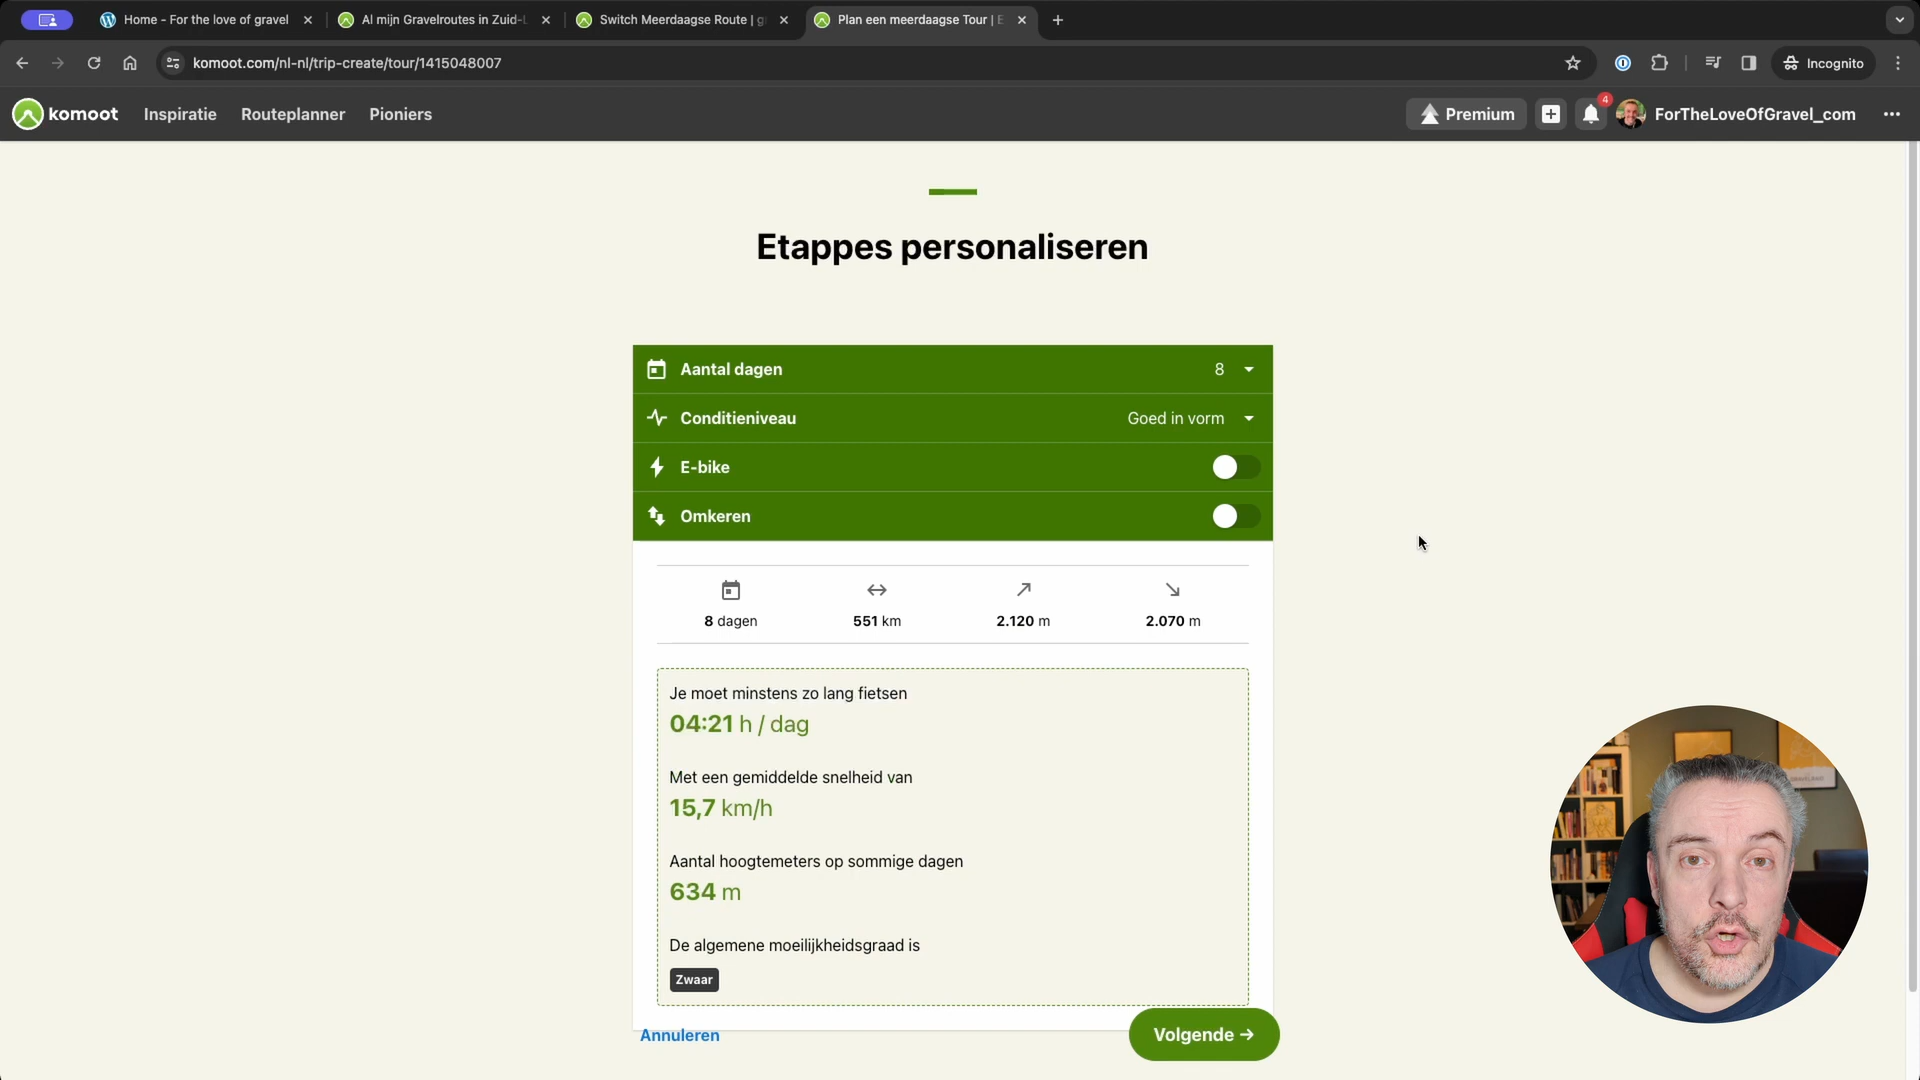 Home - For the love of gravel
Al mijn Gravelroutes in Zuid-L
Switch Meerdaagse Route | g
Plan een meerdaagse Tour | E
komoot.com/nl-nl/trip-create/tour/1415048007
Incognito
komoot
Inspiratie
Routeplanner
Pioniers
Premium
4
ForTheLoveOfGravel_com
Etappes personaliseren
Aantal dagen
8
Conditieniveau
Goed in vorm
E-bike
Omkeren
8 dagen
551 km
2.120 m
2.070 m
Je moet minstens zo lang fietsen
04:21 h / dag
Met een gemiddelde snelheid van
15,7 km/h
Aantal hoogtemeters op sommige dagen
634 m
De algemene moeilijkheidsgraad is
Zwaar
Annuleren
Volgende →